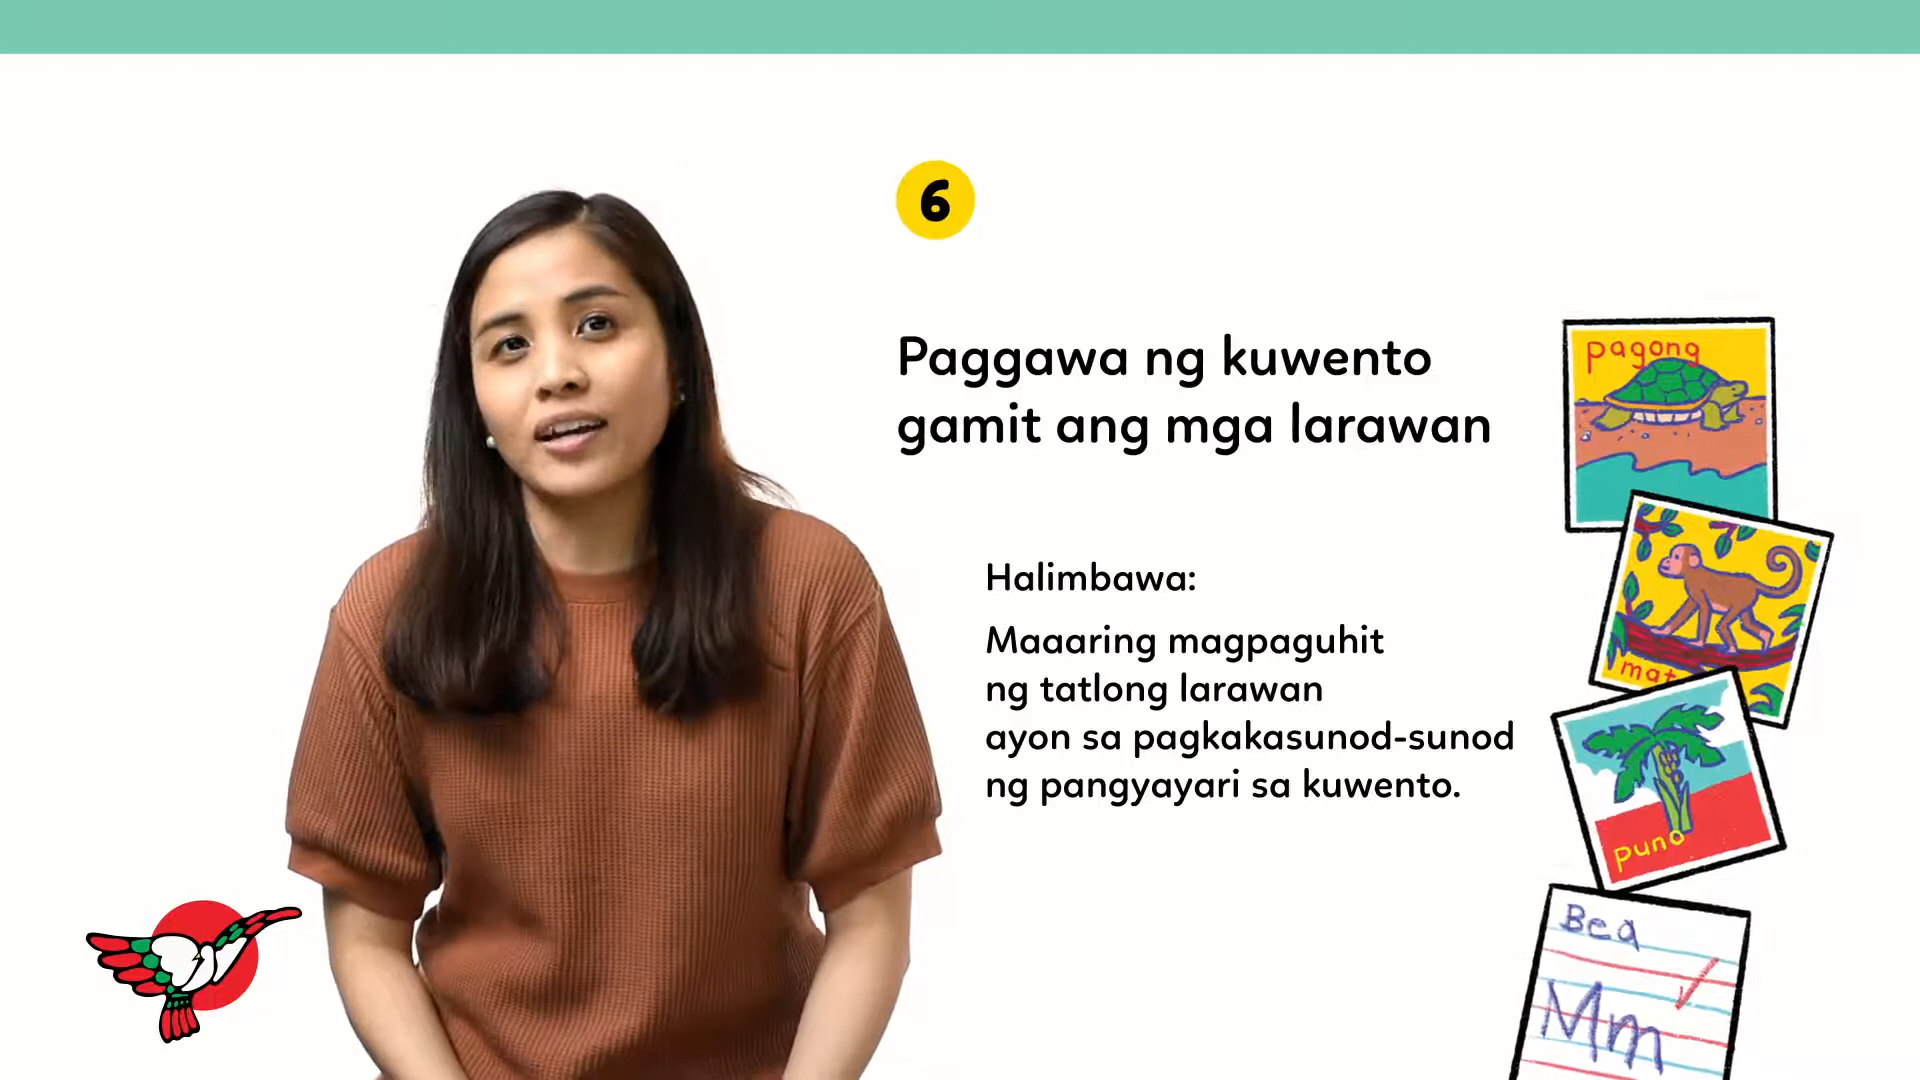 6
Paggawa ng kuwento
gamit ang mga larawan
Halimbawa:
Maaaring magpaguhit
ng tatlong larawan
ayon sa pagkakasunod-sunod
ng pangyayari sa kuwento.
pagong
puno
Bea
Mm